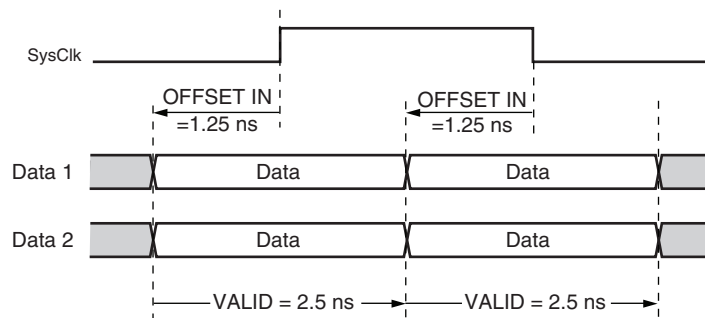 SysClk
OFFSET IN
=1.25 ns
OFFSET IN
=1.25 ns
Data 1
Data
Data
Data 2
Data
Data
VALID = 2.5 ns
VALID = 2.5 ns